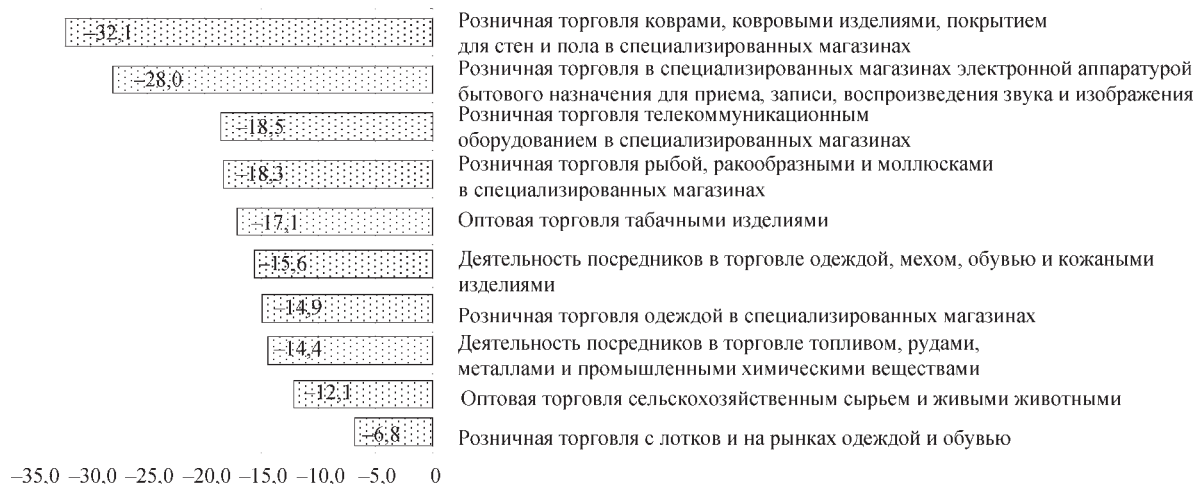 –32,1
Розничная торговля коврами, ковровыми изделиями, покрытием
для стен и пола в специализированных магазинах
–28,0
Розничная торговля в специализированных магазинах электронной аппаратурой
бытового назначения для приема, записи, воспроизведения звука и изображения
–18,5
Розничная торговля телекоммуникационным
оборудованием в специализированных магазинах
–18,3
Розничная торговля рыбой, ракообразными и моллюсками
в специализированных магазинах
–17,1
Оптовая торговля табачными изделиями
–15,6
Деятельность посредников в торговле одеждой, мехом, обувью и кожаными
изделиями
–14,9
Розничная торговля одеждой в специализированных магазинах
–14,4
Деятельность посредников в торговле топливом, рудами,
металлами и промышленными химическими веществами
–12,1
Оптовая торговля сельскохозяйственным сырьем и живыми животными
–6,8
Розничная торговля с лотков и на рынках одеждой и обувью
–35,0 –30,0 –25,0 –20,0 –15,0 –10,0 –5,0 0